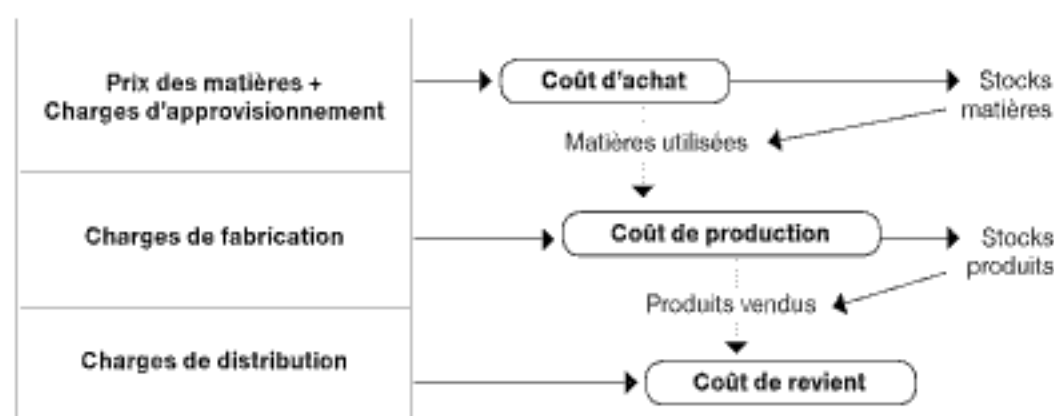 Prix des matières +
Charges d'approvisionnement
Coût d'achat
Stocks
matières
Matières utilisées
Charges de fabrication
Coût de production
Stocks
produits
Produits vendus
Charges de distribution
Coût de revient